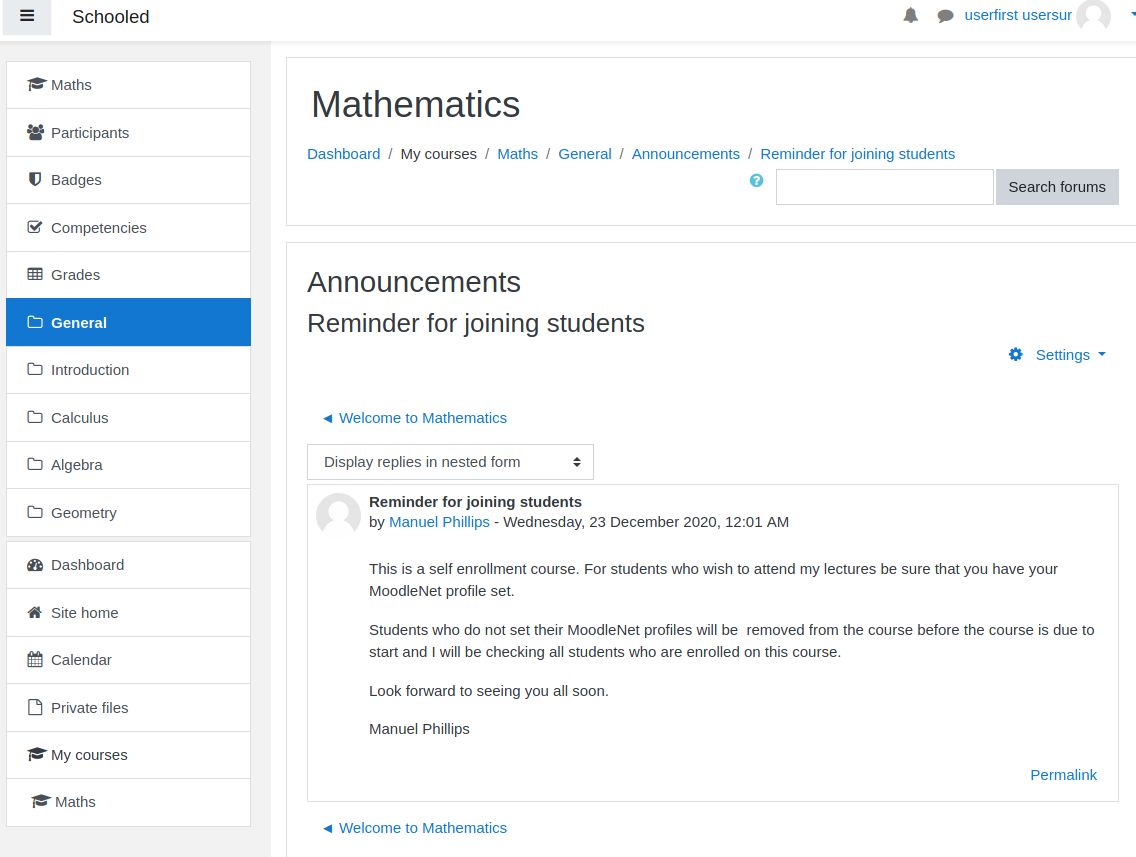 Schooled
userfirst usersur
Maths
Participants
Badges
Competencies
Grades
General
Introduction
Calculus
Algebra
Geometry
Dashboard
Site home
Calendar
Private files
My courses
Maths
Mathematics
Dashboard / My courses / Maths / General / Announcements / Reminder for joining students
Search forums
Announcements
Reminder for joining students
Settings
◄ Welcome to Mathematics
Display replies in nested form
Reminder for joining students
by Manuel Phillips - Wednesday, 23 December 2020, 12:01 AM
This is a self enrollment course. For students who wish to attend my lectures be sure that you have your
MoodleNet profile set.
Students who do not set their MoodleNet profiles will be  removed from the course before the course is due to
start and I will be checking all students who are enrolled on this course.
Look forward to seeing you all soon.
Manuel Phillips
Permalink
◄ Welcome to Mathematics